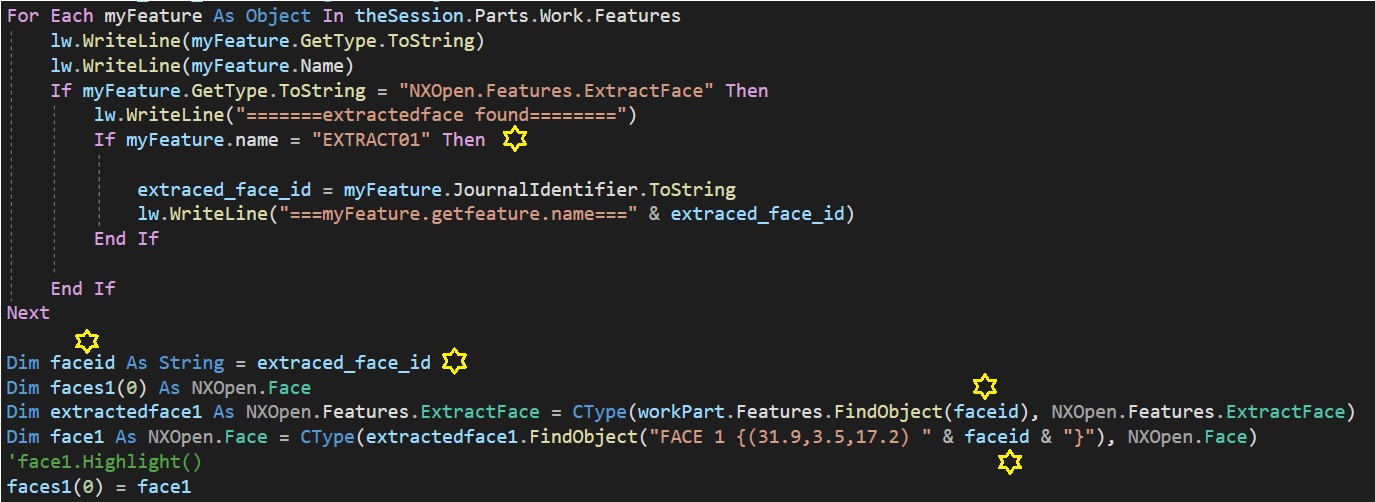 For Each myFeature As Object In theSession.Parts.Work.Features
lw.WriteLine(myFeature.GetType.ToString)
lw.WriteLine(myFeature.Name)
If myFeature.GetType.ToString = "NXOpen.Features.ExtractFace" Then
lw.WriteLine("=======extractedface found========")
If myFeature.name = "EXTRACT01" Then
extraced_face_id = myFeature.JournalIdentifier.ToString
lw.WriteLine("===myFeature.getfeature.name===" & extraced_face_id)
End If
End If
Next
Dim faceid As String = extraced_face_id
Dim faces1(0) As NXOpen.Face
Dim extractedface1 As NXOpen.Features.ExtractFace = CType(workPart.Features.FindObject(faceid), NXOpen.Features.ExtractFace)
Dim face1 As NXOpen.Face = CType(extractedface1.FindObject("FACE 1 {(31.9,3.5,17.2) " & faceid & "}"), NXOpen.Face)
'face1.Highlight()
faces1(0) = face1